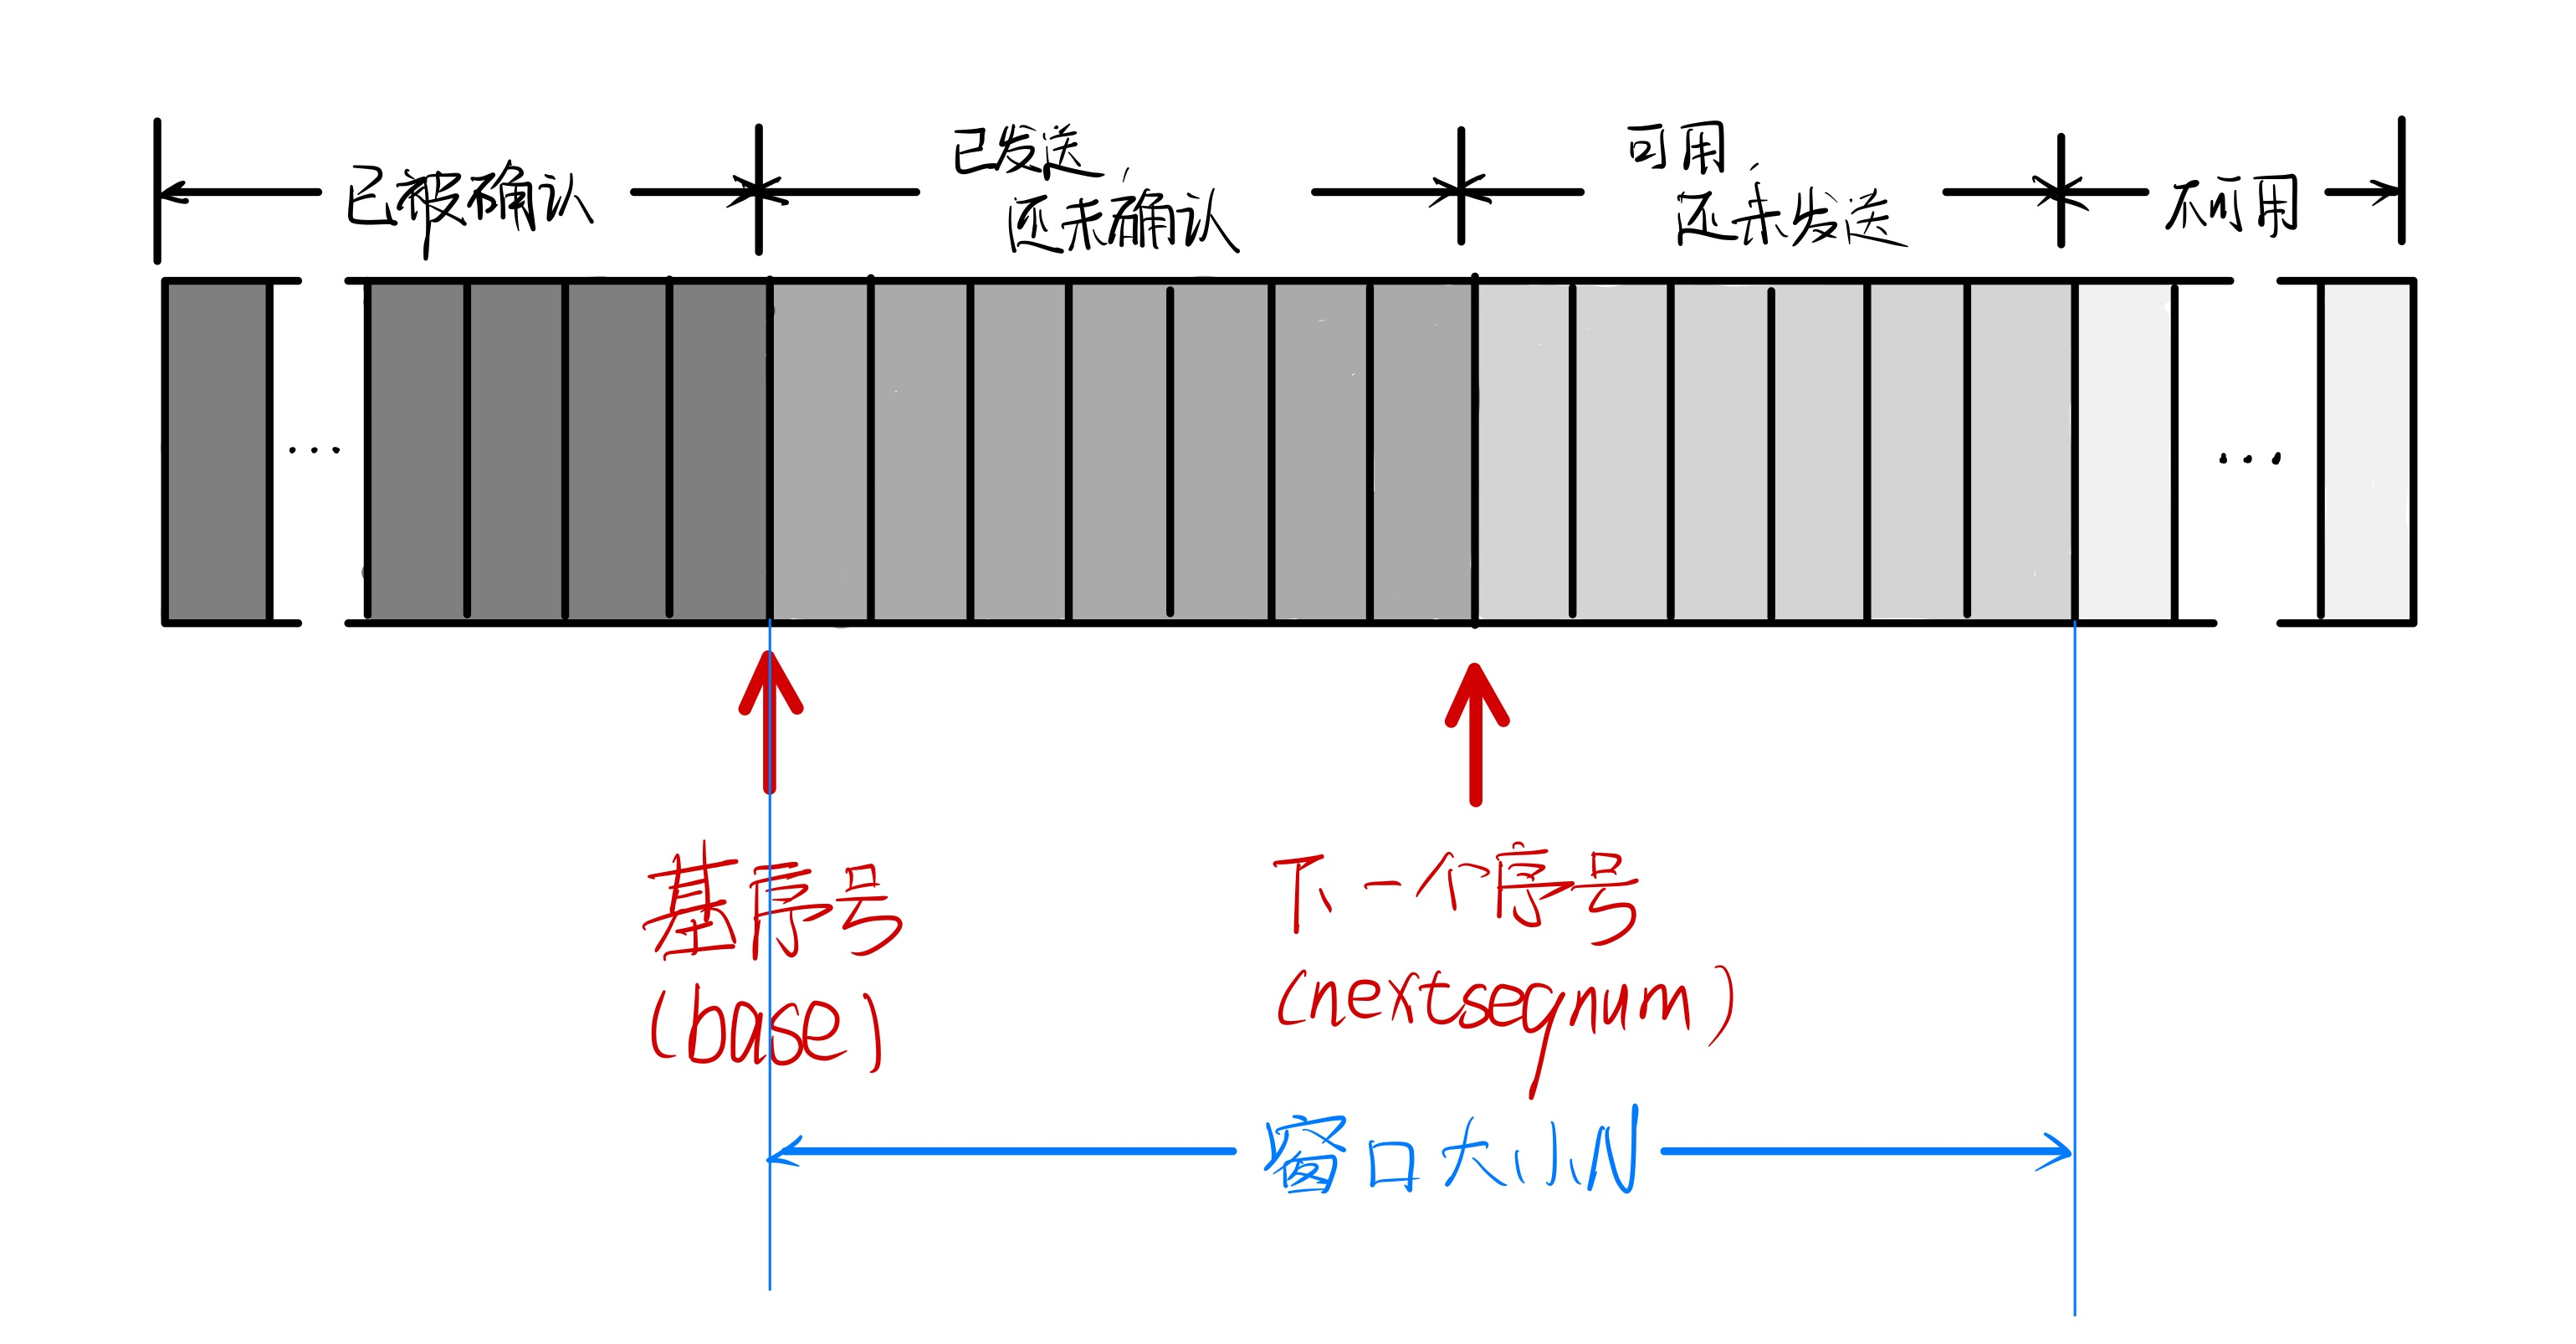 已被确认
已发送,
还未确认
可用,
还未发送
不可用
...
...
基序号
(base)
下一个序号
(nextseqnum)
窗口大小N